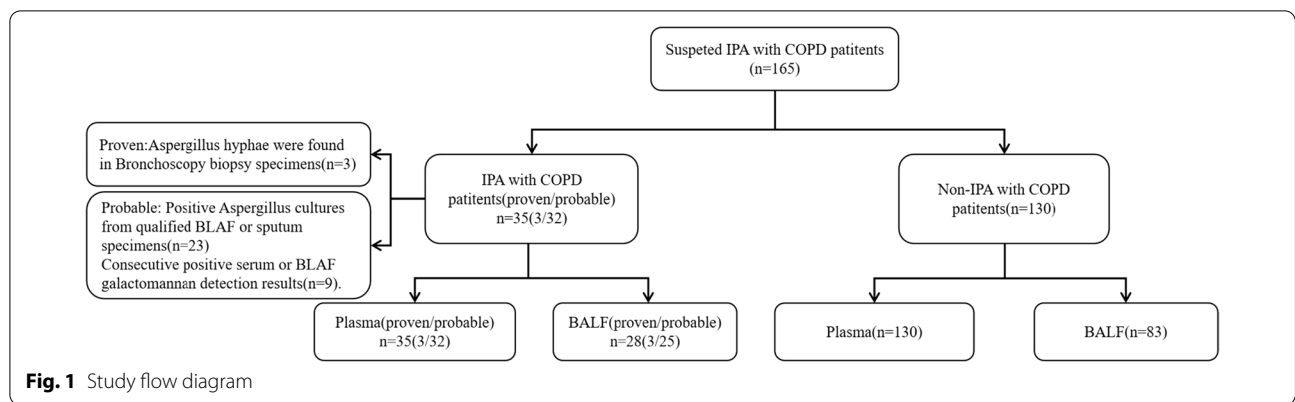 Suspeted IPA with COPD patitents
(n=165)
Proven:Aspergillus hyphae were found
in Bronchoscopy biopsy specimens(n=3)
Probable: Positive Aspergillus cultures
from qualified BLAF or sputum
specimens(n=23)
Consecutive positive serum or BLAF
galactomannan detection results(n=9).
IPA with COPD
patitents(proven/probable)
n=35(3/32)
Non-IPA with COPD
patitents(n=130)
Plasma(proven/probable)
n=35(3/32)
BALF(proven/probable)
n=28(3/25)
Plasma(n=130)
BALF(n=83)
Fig. 1 Study flow diagram